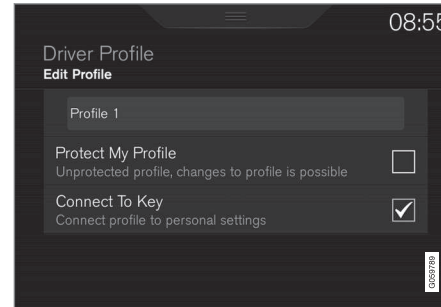 08:55
Driver Profile
Edit Profile
Profile 1
Protect My Profile
Unprotected profile, changes to profile is possible
Connect To Key
Connect profile to personal settings
G059789